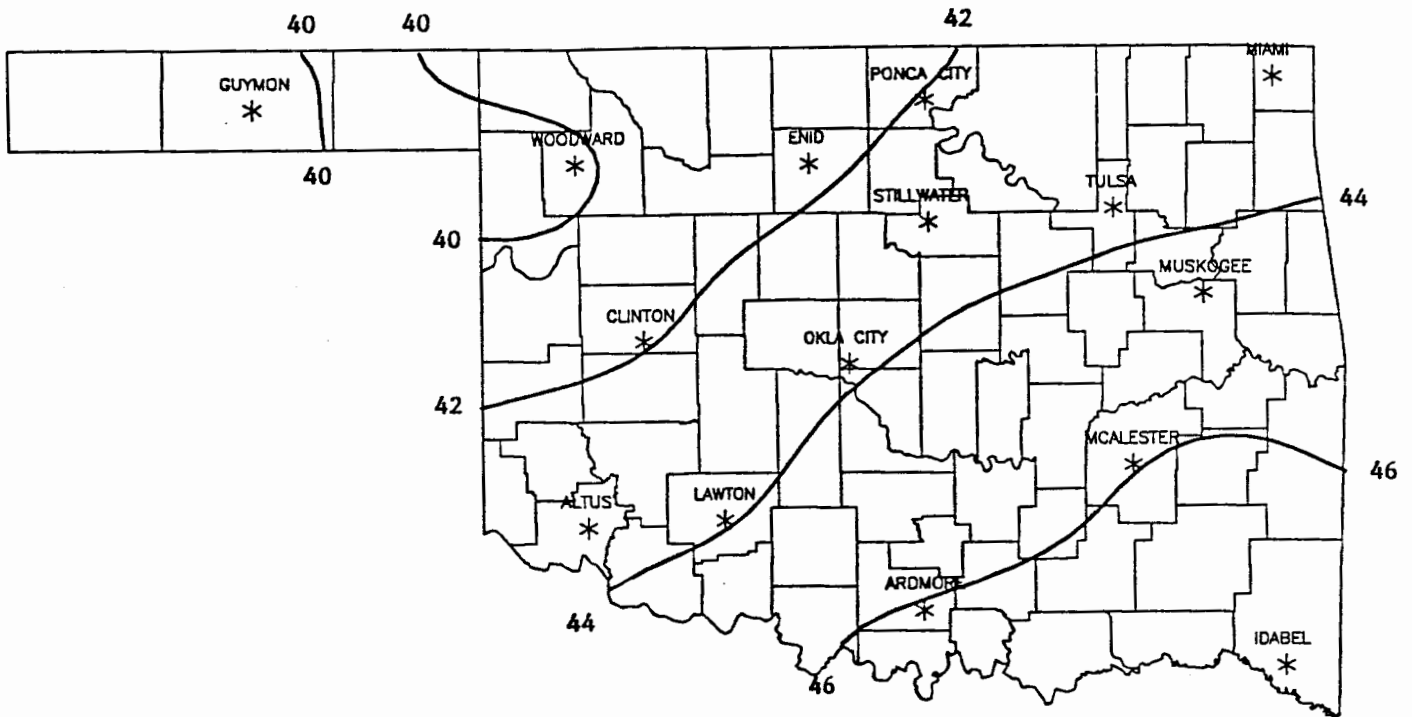 40
40
42
MIAMI
GUYMON
PONCA CITY
40
WOODWARD
ENID
STILLWATER
TULSA
44
40
MUSKOGEE
CLINTON
OKLA CITY
42
MCALESTER
46
ALTUS
LAWTON
ARDMORE
44
IDABEL
46